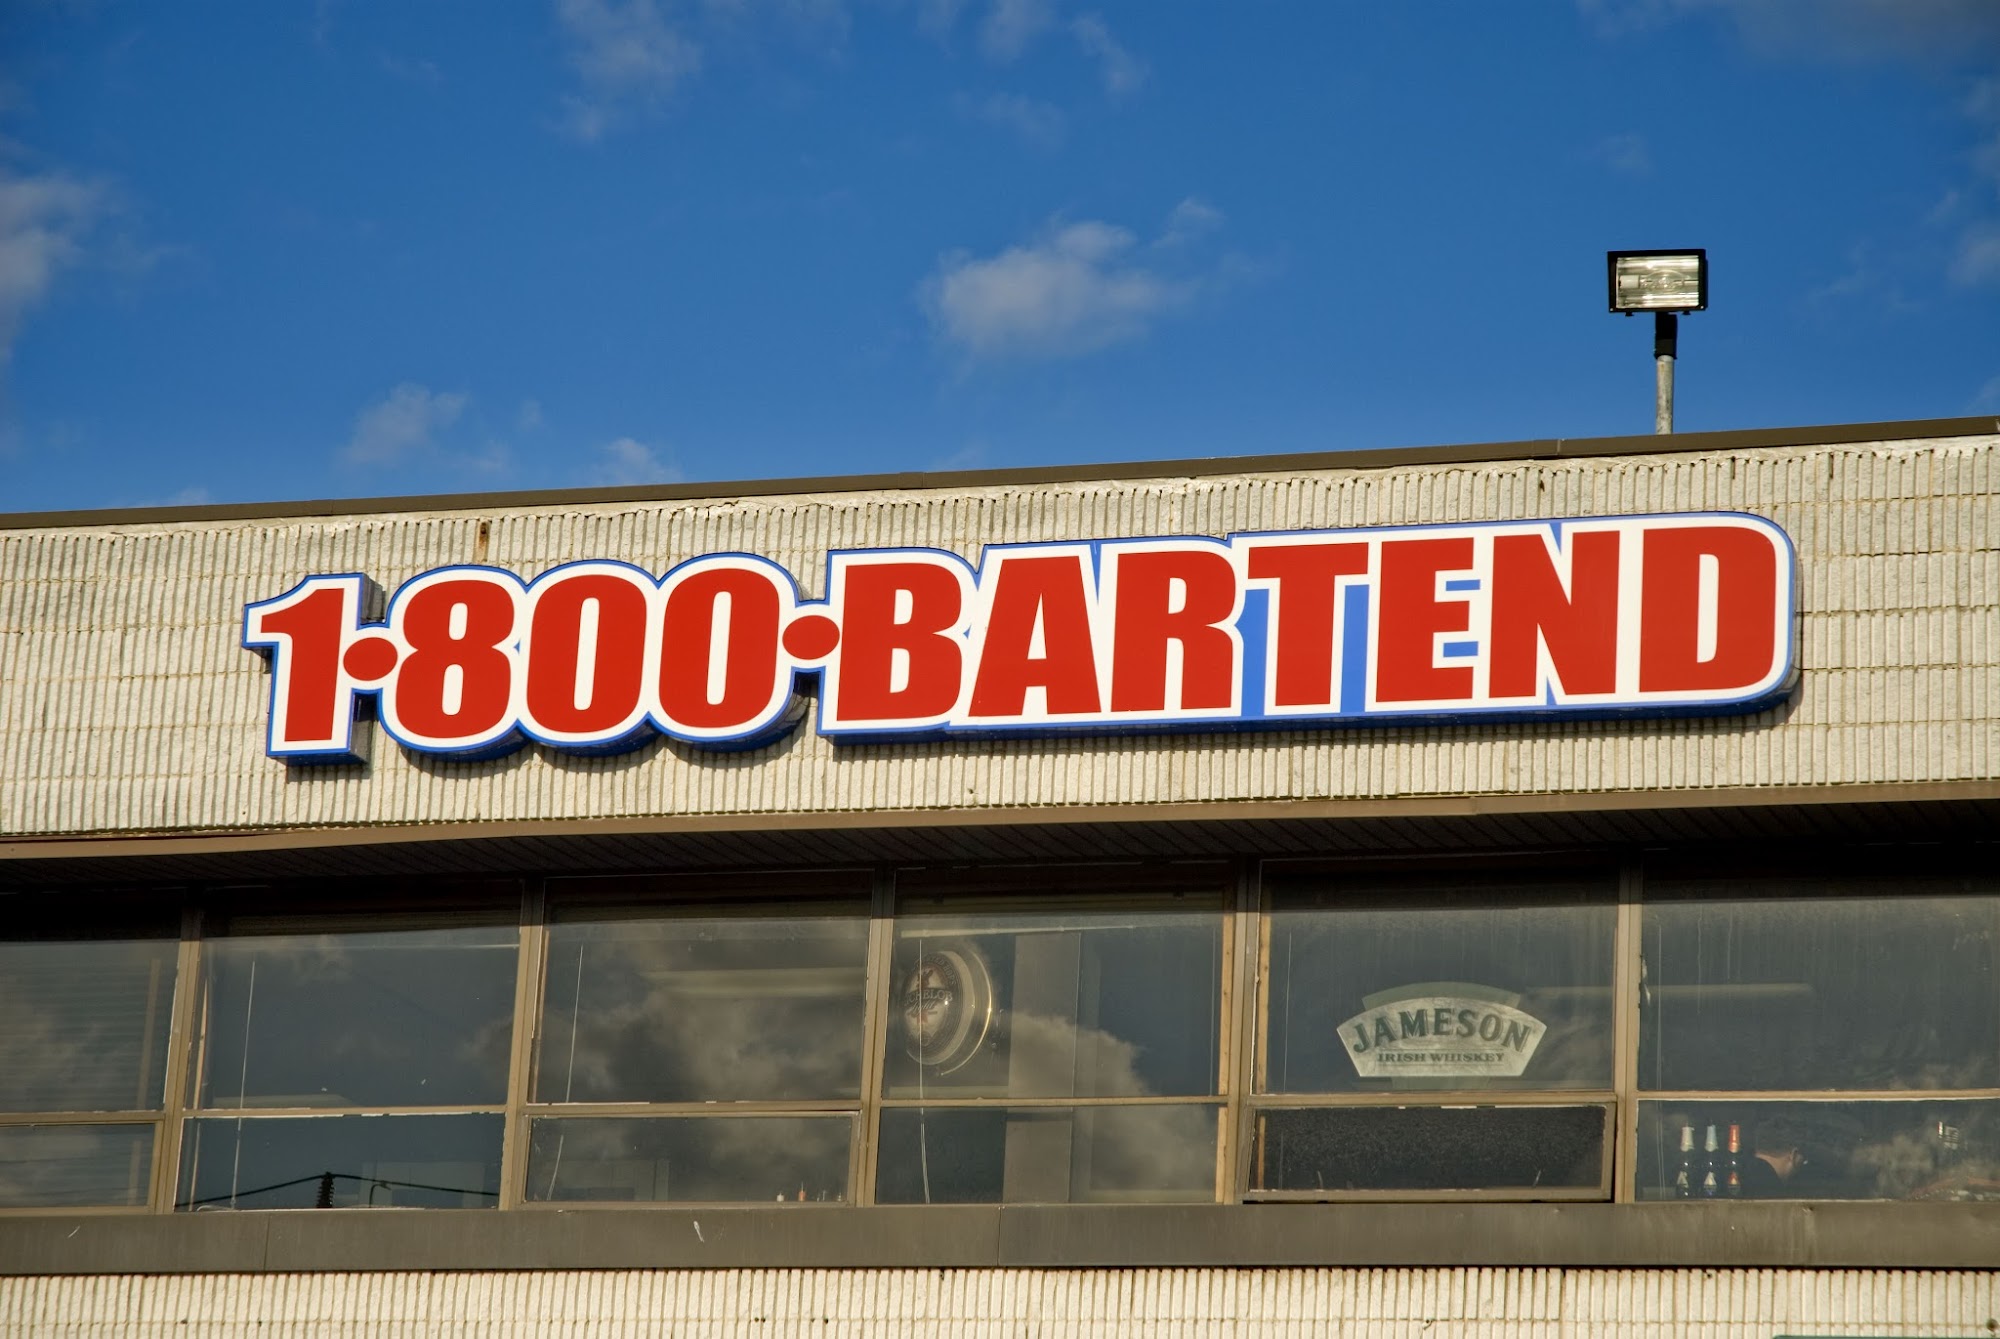 1•800•BARTEND
JAMESON
IRISH WHISKEY